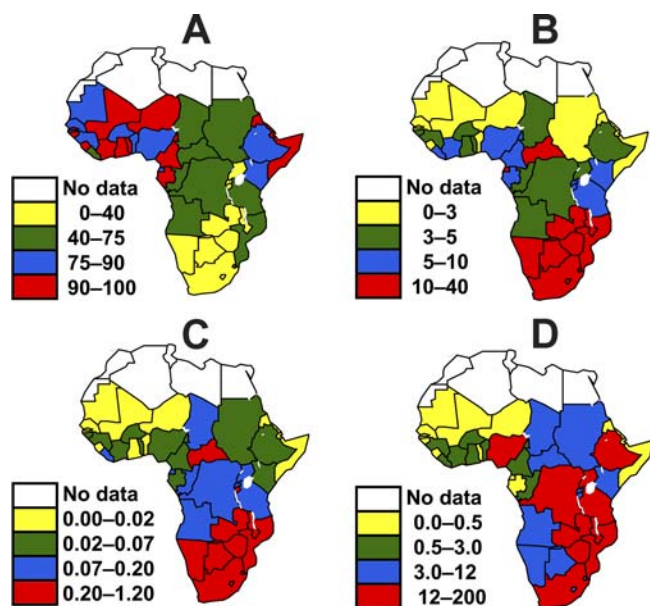 A
No data
0–40
40–75
75–90
90–100
B
No data
0–3
3–5
5–10
10–40
C
No data
0.00–0.02
0.02–0.07
0.07–0.20
0.20–1.20
D
No data
0.0–0.5
0.5–3.0
3.0–12
12–200